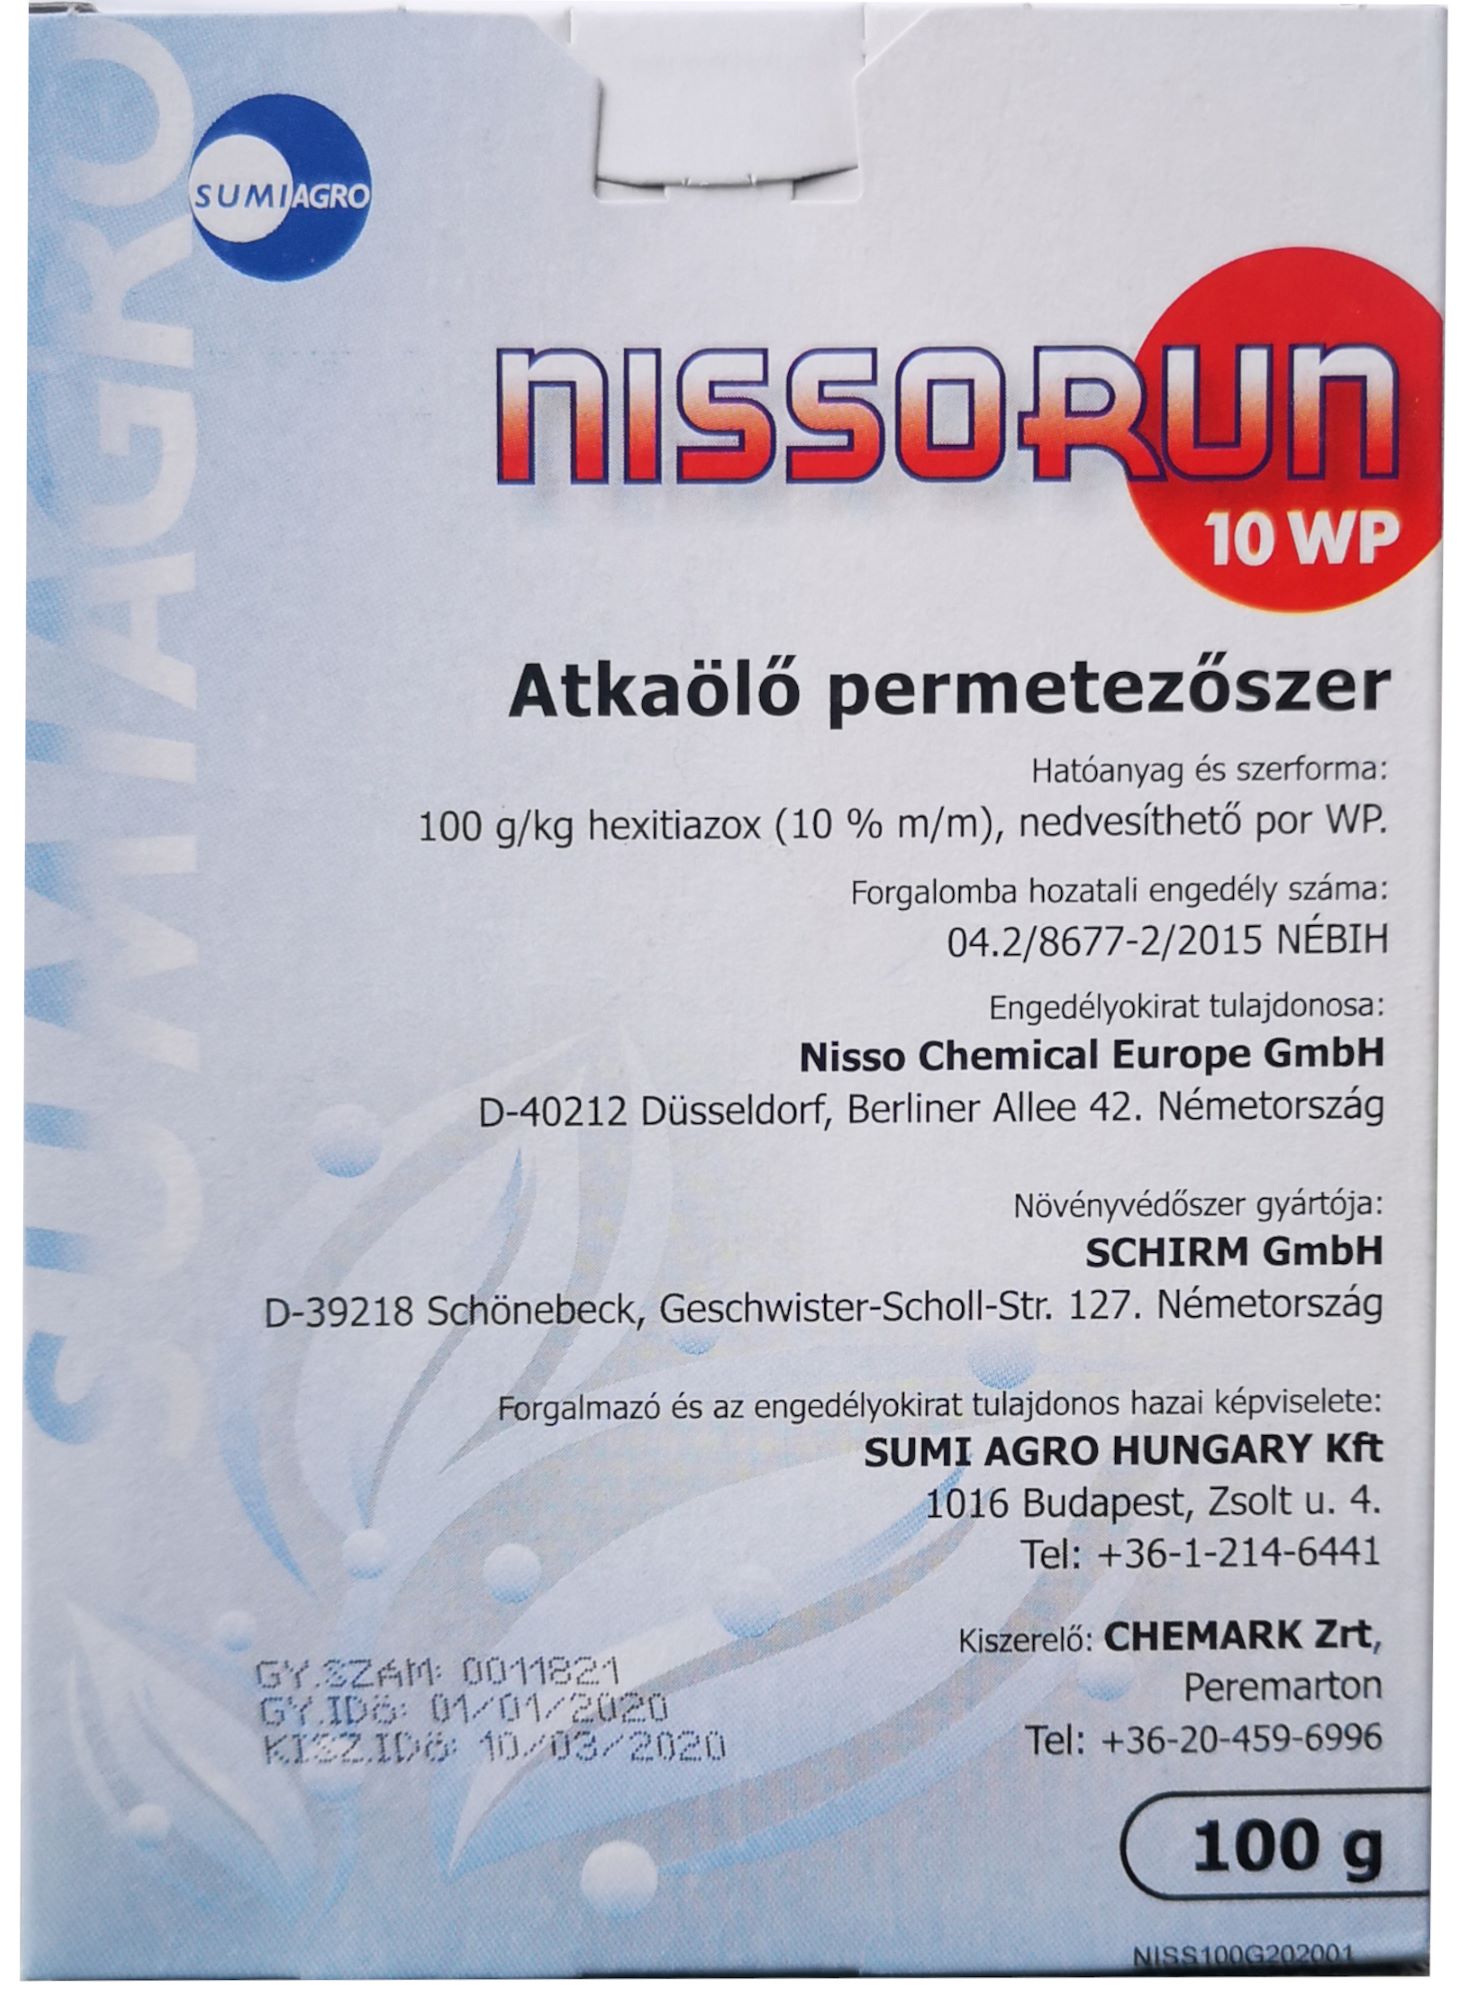 SUMIAGRO
SUMIAGRO
NISSORUN
10 WP
Atkaölő permetezőszer
Hatóanyag és szerforma:
100 g/kg hexitiazox (10 % m/m), nedvesíthető por WP.
Forgalomba hozatali engedély száma:
04.2/8677-2/2015 NÉBIH
Engedélyokirat tulajdonosa:
Nisso Chemical Europe GmbH
D-40212 Düsseldorf, Berliner Allee 42. Németország
Növényvédőszer gyártója:
SCHIRM GmbH
D-39218 Schönebeck, Geschwister-Scholl-Str. 127. Németország
Forgalmazó és az engedélyokirat tulajdonos hazai képviselete:
SUMI AGRO HUNGARY Kft
1016 Budapest, Zsolt u. 4.
Tel: +36-1-214-6441
Kiszerelő: CHEMARK Zrt,
Peremarton
Tel: +36-20-459-6996
GY.SZÁM: 0011821
GY.IDő: 01/01/2020
KISZ.IDő: 10/03/2020
100 g
NISS100G202001